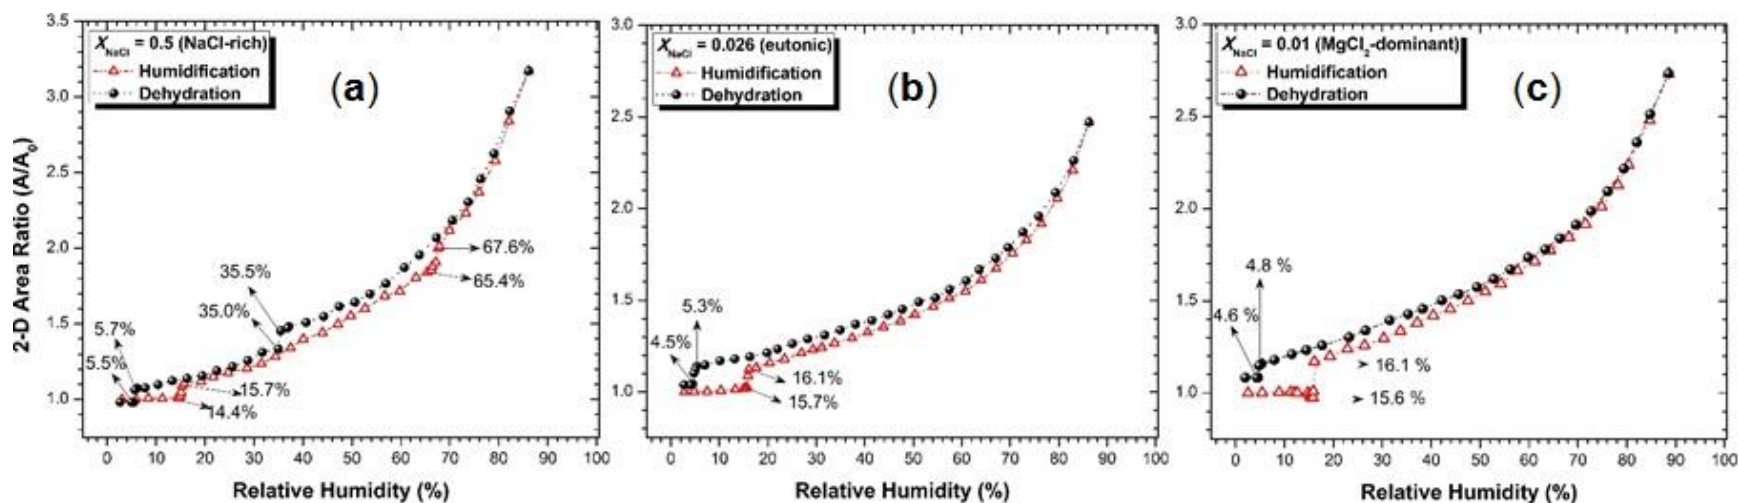 X_NaCl = 0.5 (NaCl-rich)
Humidification
Dehydration
(a)
3.5
3.0
2.5
2.0
1.5
1.0
2-D Area Ratio (A/A₀)
67.6%
65.4%
35.5%
35.0%
5.7%
5.5%
15.7%
14.4%
0 10 20 30 40 50 60 70 80 90 100
Relative Humidity (%)
X_NaCl = 0.026 (eutonic)
Humidification
Dehydration
(b)
3.0
2.5
2.0
1.5
1.0
5.3%
4.5%
16.1%
15.7%
0 10 20 30 40 50 60 70 80 90 100
Relative Humidity (%)
X_NaCl = 0.01 (MgCl₂-dominant)
Humidification
Dehydration
(c)
3.0
2.5
2.0
1.5
1.0
4.8 %
4.6 %
16.1 %
15.6 %
0 10 20 30 40 50 60 70 80 90 100
Relative Humidity (%)